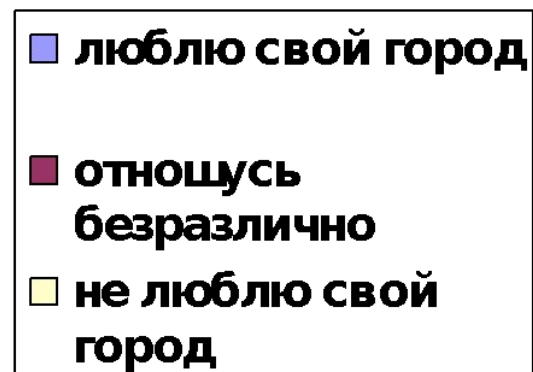 люблю свой город
отношусь
безразлично
не люблю свой
город